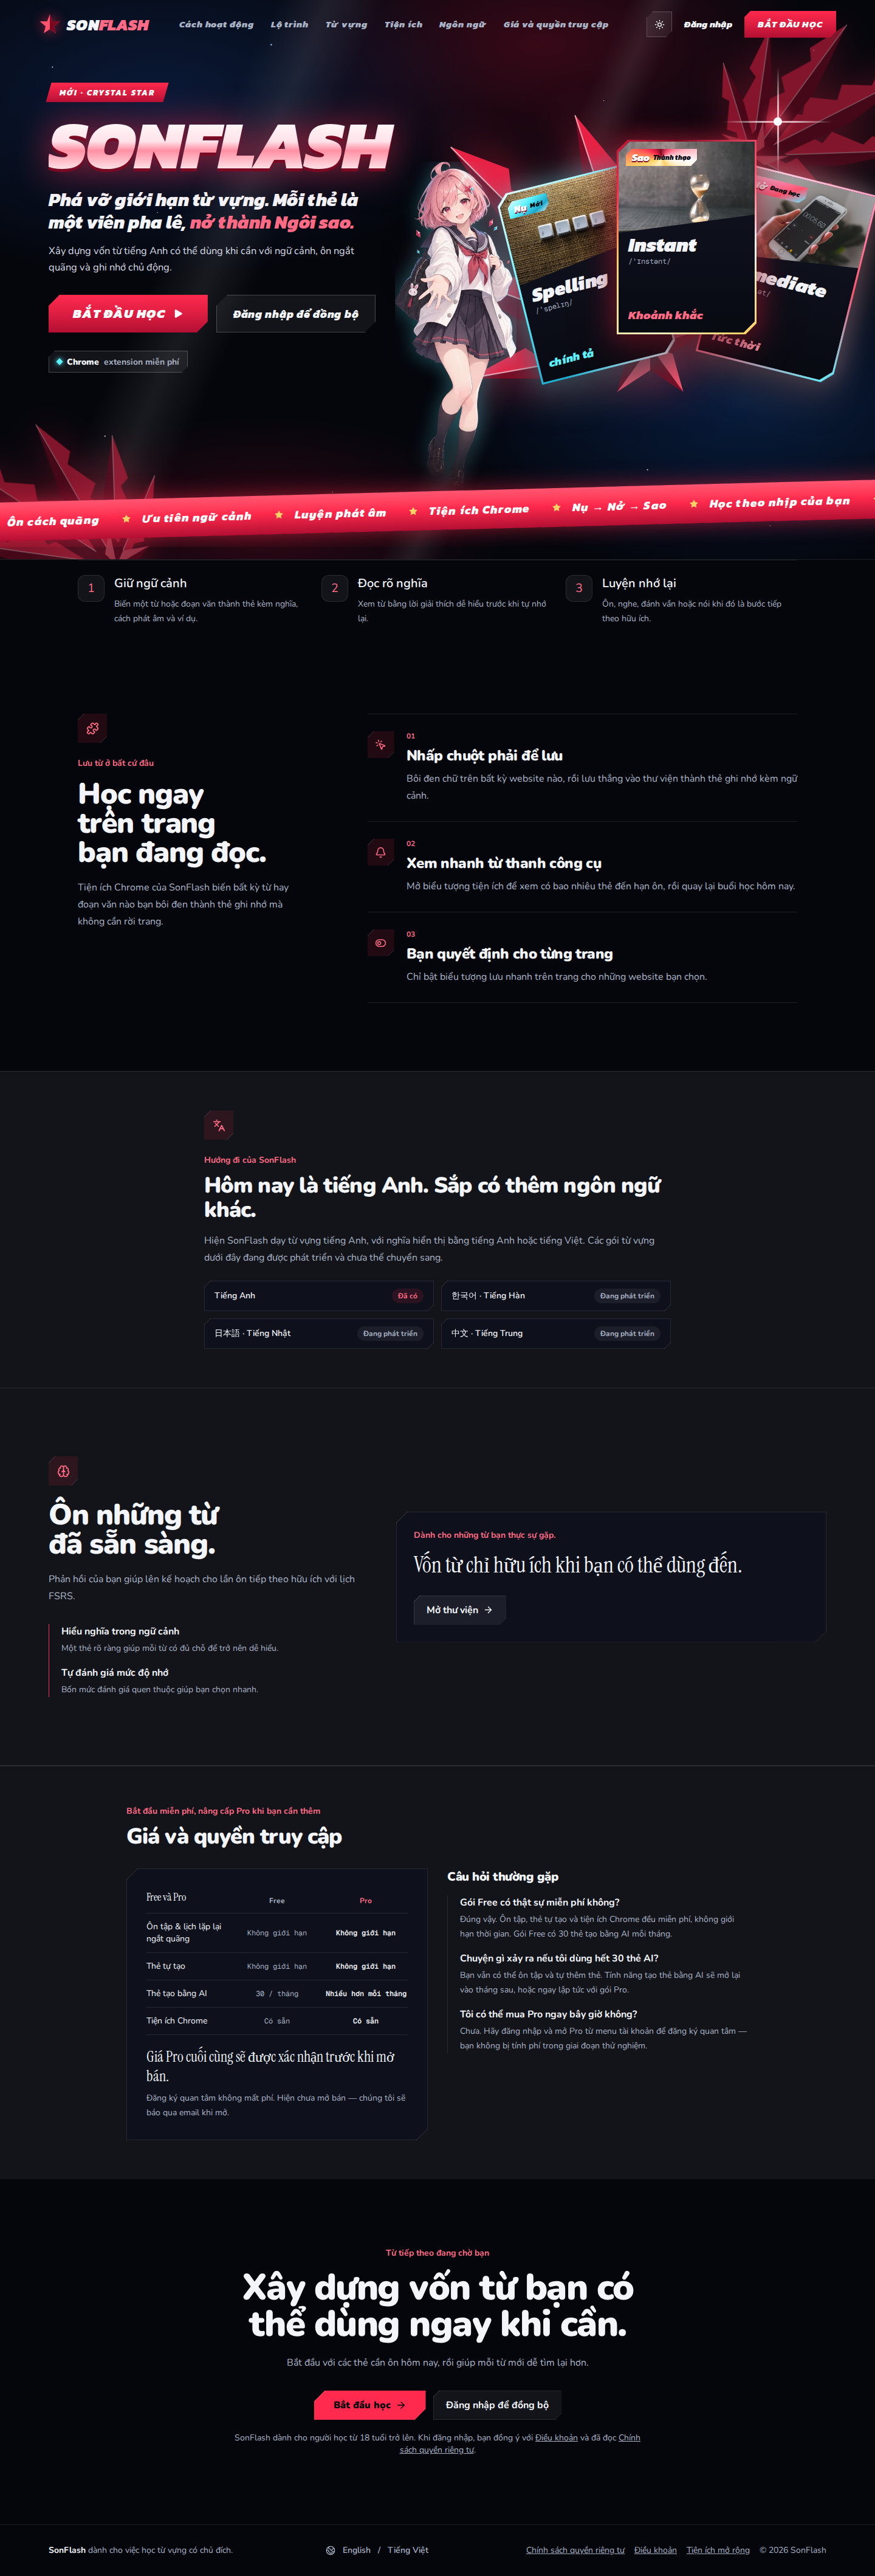 SONFLASH
Cách hoạt động
Lộ trình
Từ vựng
Tiện ích
Ngôn ngữ
Giá và quyền truy cập
Đăng nhập
BẮT ĐẦU HỌC
MỚI · CRYSTAL STAR
SONFLASH
Phá vỡ giới hạn từ vựng. Mỗi thẻ là
một viên pha lê, nở thành Ngôi sao.
Xây dựng vốn từ tiếng Anh có thể dùng khi cần với ngữ cảnh, ôn ngắt
quãng và ghi nhớ chủ động.
BẮT ĐẦU HỌC
Đăng nhập để đồng bộ
Chrome extension miễn phí
Nụ Mới
Spelling
/ˈspelɪŋ/
chính tả
Sao Thành thạo
Instant
/ˈɪnstənt/
Khoảnh khắc
Đang học
mediate
Tức thời
Ôn cách quãng
Ưu tiên ngữ cảnh
Luyện phát âm
Tiện ích Chrome
Nụ → Nở → Sao
Học theo nhịp của bạn
1
Giữ ngữ cảnh
Biến một từ hoặc đoạn văn thành thẻ kèm nghĩa,
cách phát âm và ví dụ.
2
Đọc rõ nghĩa
Xem từ bằng lời giải thích dễ hiểu trước khi tự nhớ
lại.
3
Luyện nhớ lại
Ôn, nghe, đánh vần hoặc nói khi đó là bước tiếp
theo hữu ích.
Lưu từ ở bất cứ đâu
Học ngay
trên trang
bạn đang đọc.
Tiện ích Chrome của SonFlash biến bất kỳ từ hay
đoạn văn nào bạn bôi đen thành thẻ ghi nhớ mà
không cần rời trang.
01
Nhấp chuột phải để lưu
Bôi đen chữ trên bất kỳ website nào, rồi lưu thẳng vào thư viện thành thẻ ghi nhớ kèm ngữ
cảnh.
02
Xem nhanh từ thanh công cụ
Mở biểu tượng tiện ích để xem có bao nhiêu thẻ đến hạn ôn, rồi quay lại buổi học hôm nay.
03
Bạn quyết định cho từng trang
Chỉ bật biểu tượng lưu nhanh trên trang cho những website bạn chọn.
Hướng đi của SonFlash
Hôm nay là tiếng Anh. Sắp có thêm ngôn ngữ
khác.
Hiện SonFlash dạy từ vựng tiếng Anh, với nghĩa hiển thị bằng tiếng Anh hoặc tiếng Việt. Các gói từ vựng
dưới đây đang được phát triển và chưa thể chuyển sang.
Tiếng Anh
Đã có
한국어 · Tiếng Hàn
Đang phát triển
日本語 · Tiếng Nhật
Đang phát triển
中文 · Tiếng Trung
Đang phát triển
Ôn những từ
đã sẵn sàng.
Phản hồi của bạn giúp lên kế hoạch cho lần ôn tiếp theo hữu ích với lịch
FSRS.
Hiểu nghĩa trong ngữ cảnh
Một thẻ rõ ràng giúp mỗi từ có đủ chỗ để trở nên dễ hiểu.
Tự đánh giá mức độ nhớ
Bốn mức đánh giá quen thuộc giúp bạn chọn nhanh.
Dành cho những từ bạn thực sự gặp.
Vốn từ chỉ hữu ích khi bạn có thể dùng đến.
Mở thư viện →
Bắt đầu miễn phí, nâng cấp Pro khi bạn cần thêm
Giá và quyền truy cập
Free và Pro
Free
Pro
Ôn tập & lịch lặp lại
ngắt quãng
Không giới hạn
Không giới hạn
Thẻ tự tạo
Không giới hạn
Không giới hạn
Thẻ tạo bằng AI
30 / tháng
Nhiều hơn mỗi tháng
Tiện ích Chrome
Có sẵn
Có sẵn
Giá Pro cuối cùng sẽ được xác nhận trước khi mở
bán.
Đăng ký quan tâm không mất phí. Hiện chưa mở bán — chúng tôi sẽ
báo qua email khi mở.
Câu hỏi thường gặp
Gói Free có thật sự miễn phí không?
Đúng vậy. Ôn tập, thẻ tự tạo và tiện ích Chrome đều miễn phí, không giới
hạn thời gian. Gói Free có 30 thẻ tạo bằng AI mỗi tháng.
Chuyện gì xảy ra nếu tôi dùng hết 30 thẻ AI?
Bạn vẫn có thể ôn tập và tự thêm thẻ. Tính năng tạo thẻ bằng AI sẽ mở lại
vào tháng sau, hoặc ngay lập tức với gói Pro.
Tôi có thể mua Pro ngay bây giờ không?
Chưa. Hãy đăng nhập và mở Pro từ menu tài khoản để đăng ký quan tâm —
bạn không bị tính phí trong giai đoạn thử nghiệm.
Từ tiếp theo đang chờ bạn
Xây dựng vốn từ bạn có
thể dùng ngay khi cần.
Bắt đầu với các thẻ cần ôn hôm nay, rồi giúp mỗi từ mới dễ tìm lại hơn.
Bắt đầu học →
Đăng nhập để đồng bộ
SonFlash dành cho người học từ 18 tuổi trở lên. Khi đăng nhập, bạn đồng ý với Điều khoản và đã đọc Chính
sách quyền riêng tư.
SonFlash dành cho việc học từ vựng có chủ đích.
English / Tiếng Việt
Chính sách quyền riêng tư
Điều khoản
Tiện ích mở rộng
© 2026 SonFlash